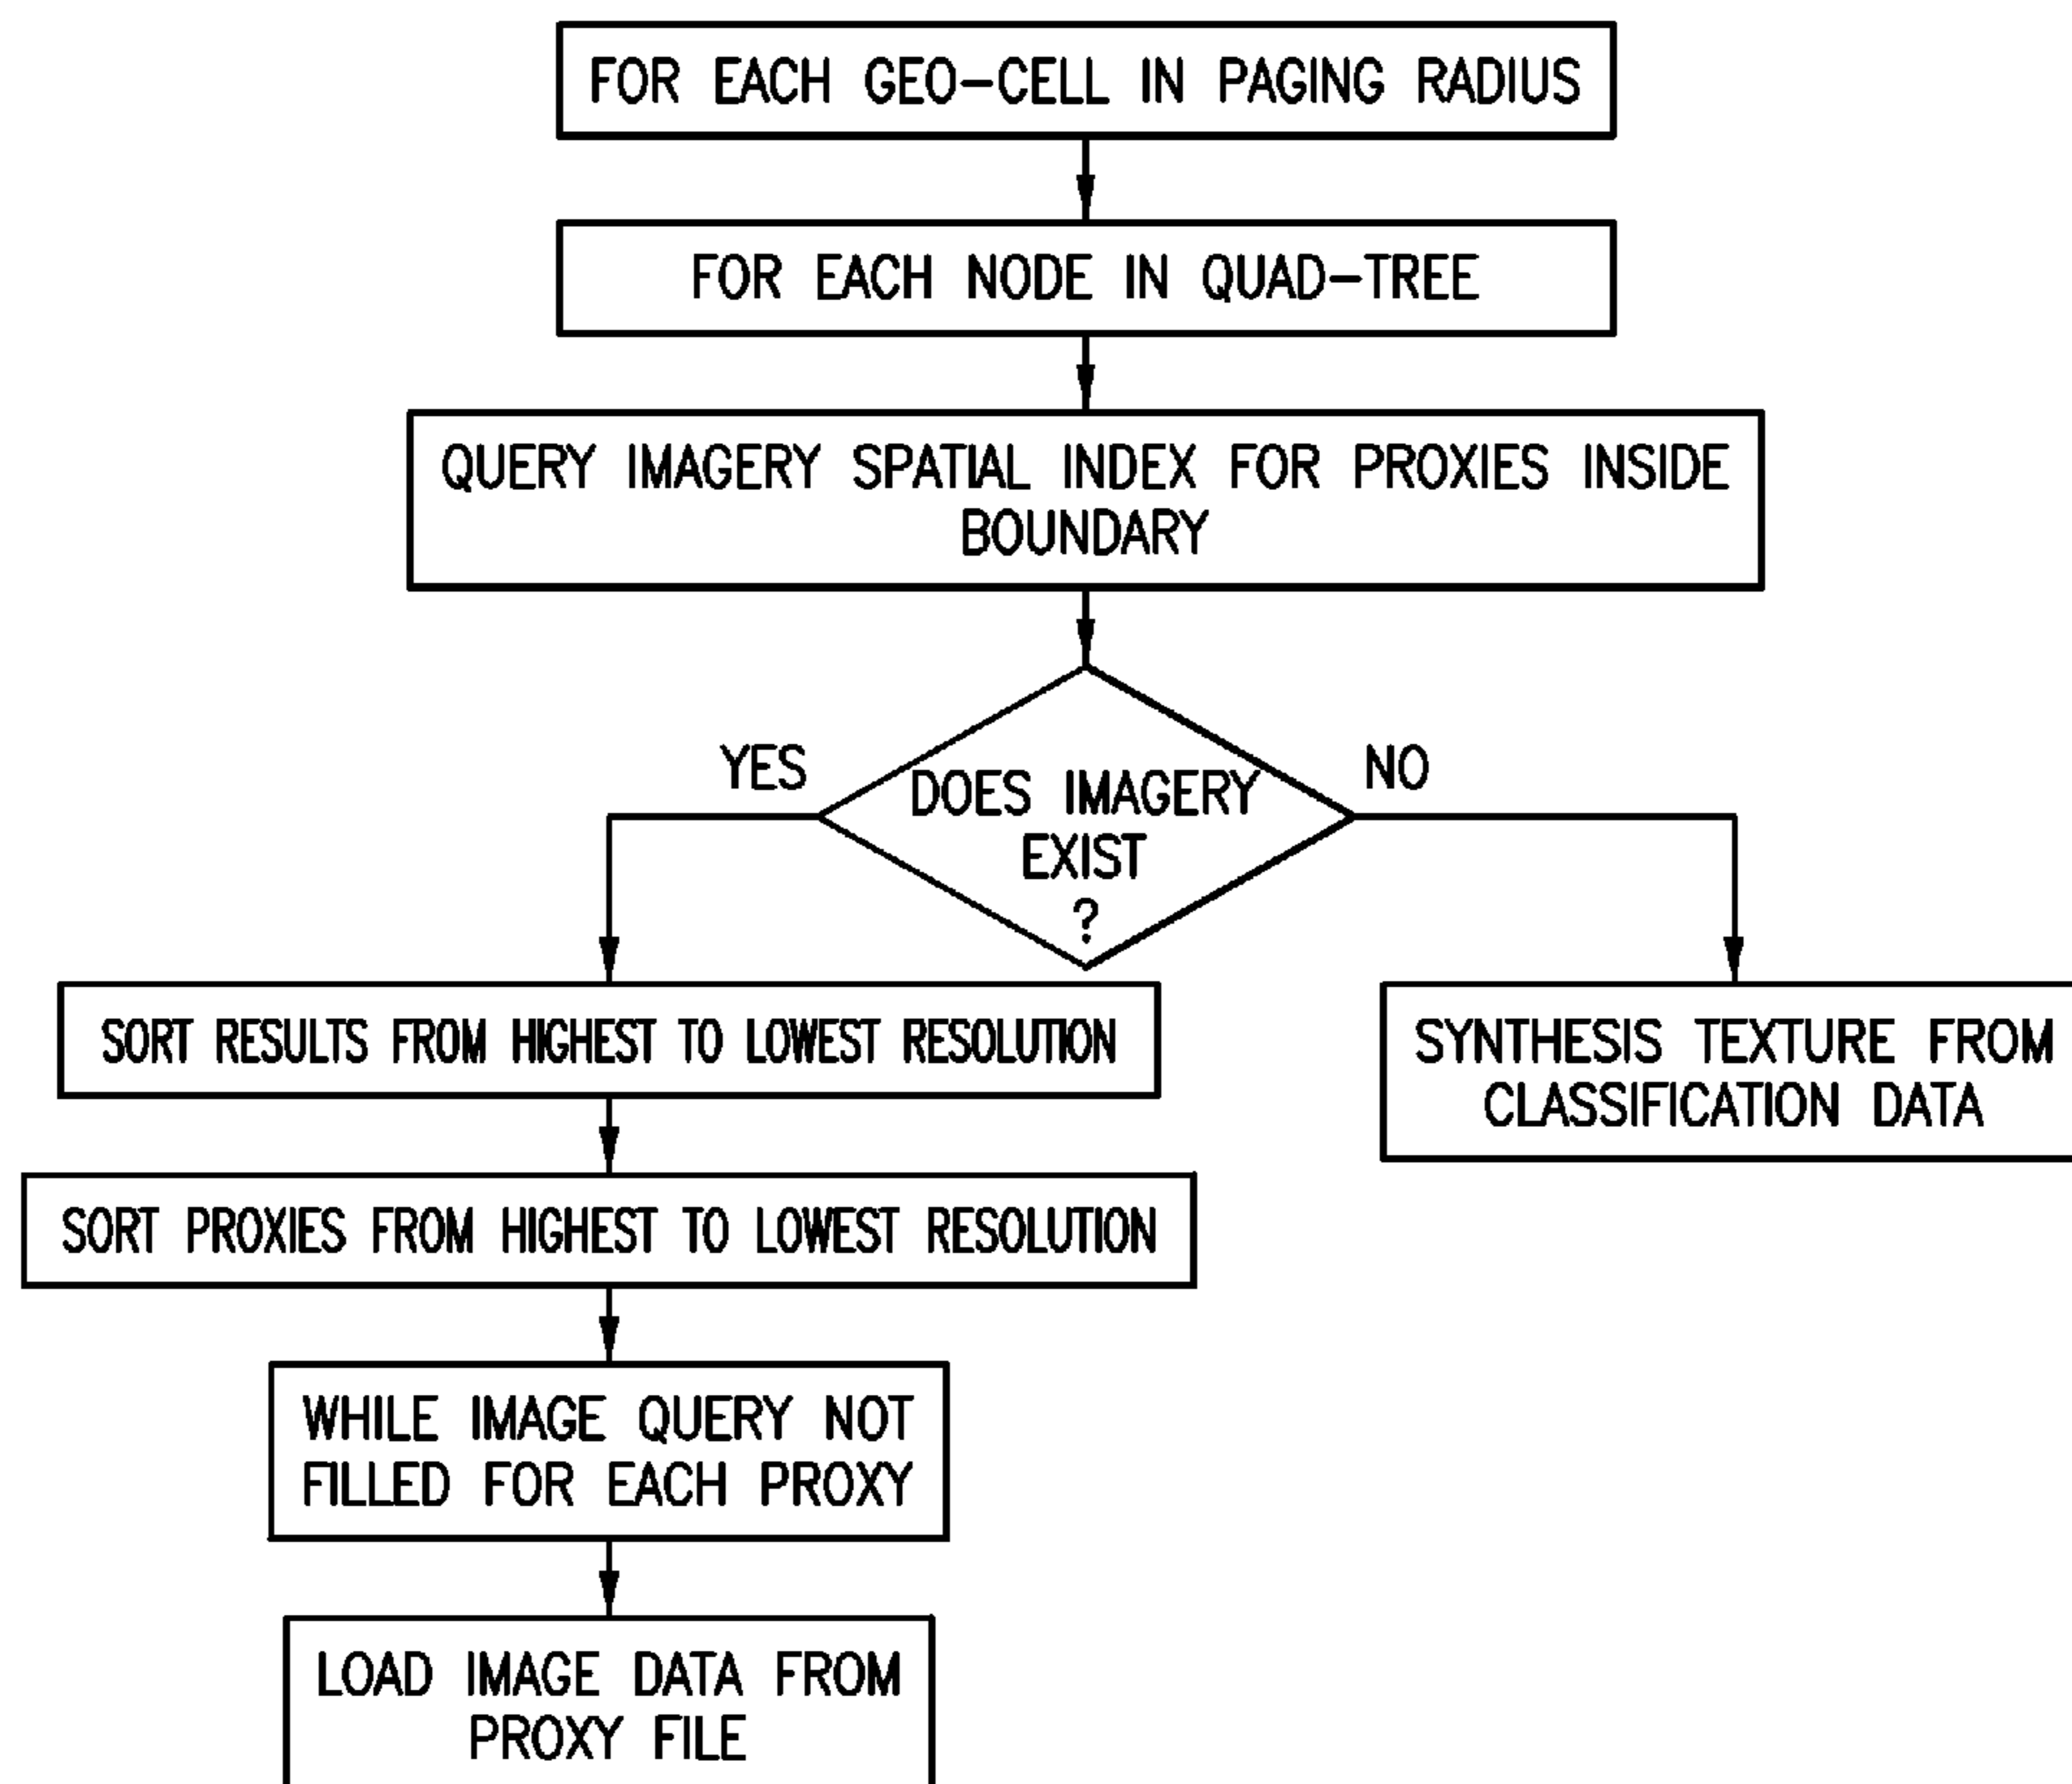 FOR EACH GEO-CELL IN PAGING RADIUS
FOR EACH NODE IN QUAD-TREE
QUERY IMAGERY SPATIAL INDEX FOR PROXIES INSIDE
BOUNDARY
YES
NO
DOES IMAGERY
EXIST
?
SORT RESULTS FROM HIGHEST TO LOWEST RESOLUTION
SYNTHESIS TEXTURE FROM
CLASSIFICATION DATA
SORT PROXIES FROM HIGHEST TO LOWEST RESOLUTION
WHILE IMAGE QUERY NOT
FILLED FOR EACH PROXY
LOAD IMAGE DATA FROM
PROXY FILE